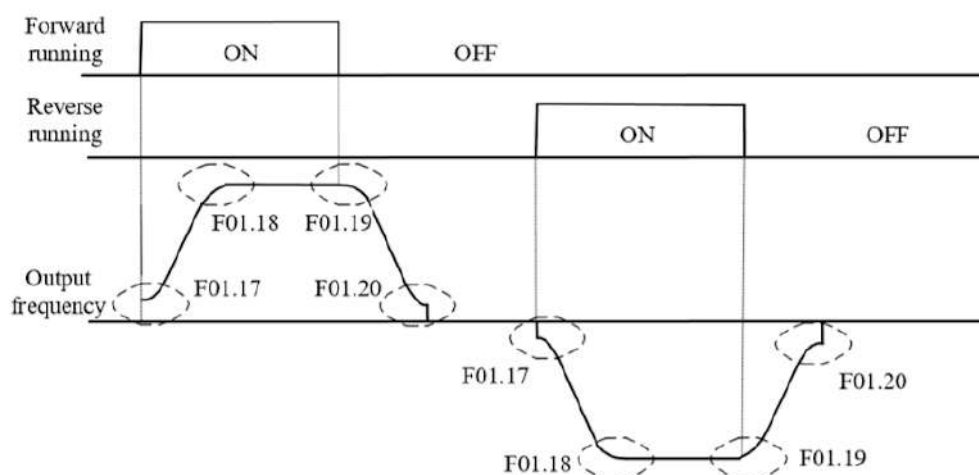 Forward
running
ON
OFF
Reverse
running
ON
OFF
F01.18
F01.19
Output
frequency
F01.17
F01.20
F01.17
F01.20
F01.18
F01.19